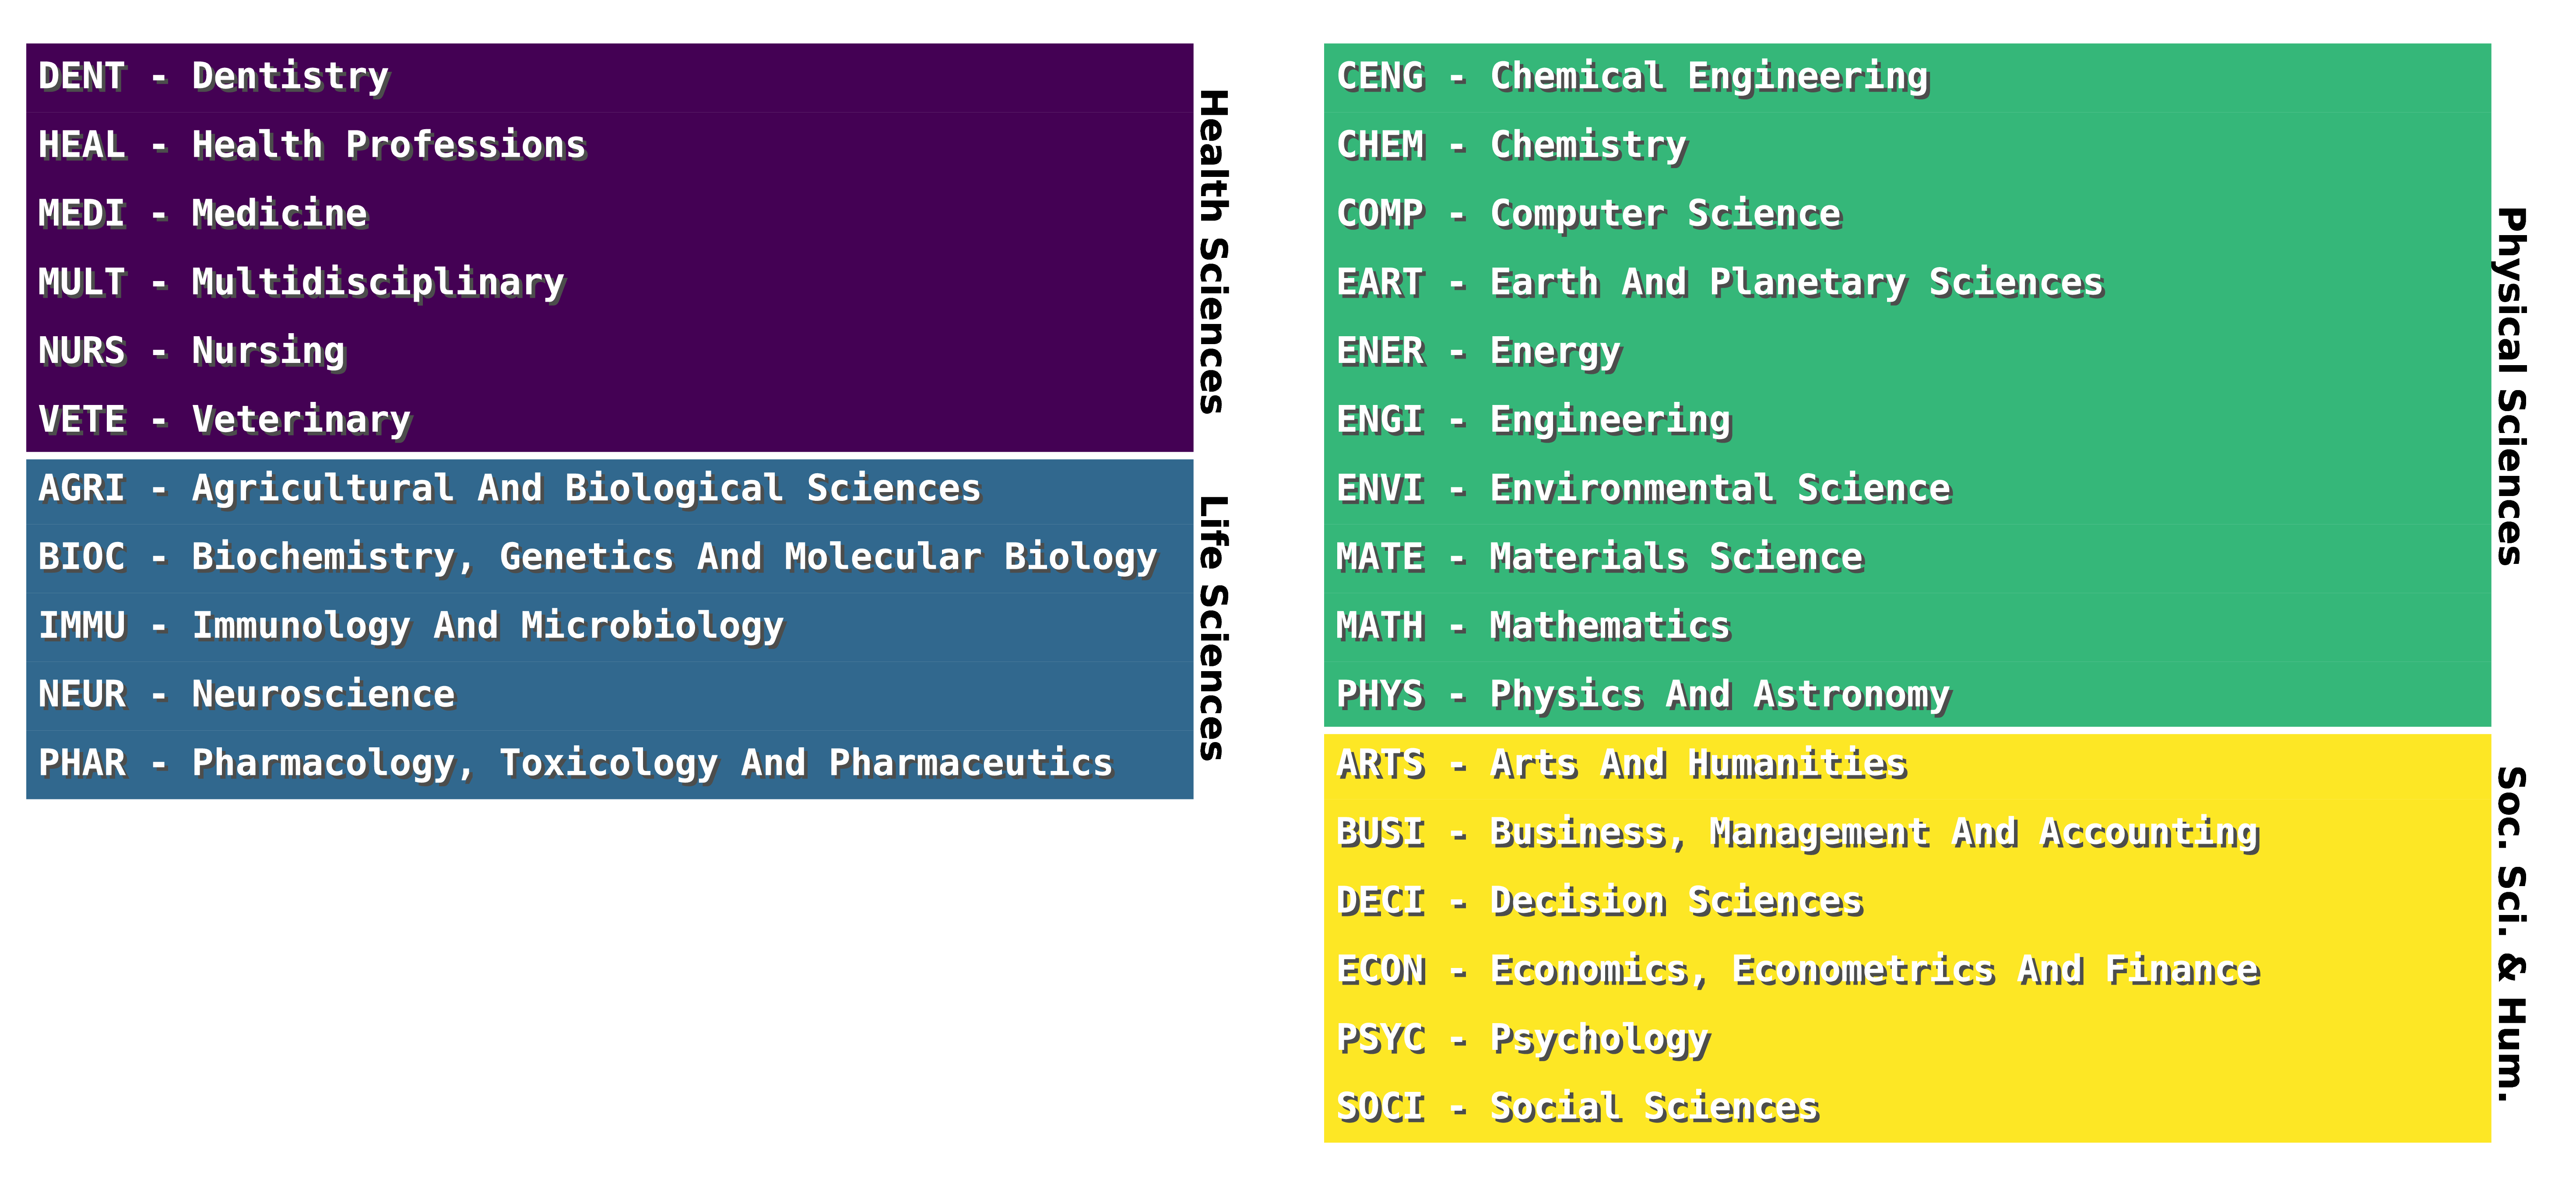 DENT - Dentistry
HEAL - Health Professions
MEDI - Medicine
MULT - Multidisciplinary
NURS - Nursing
VETE - Veterinary
Health Sciences
AGRI - Agricultural And Biological Sciences
BIOC - Biochemistry, Genetics And Molecular Biology
IMMU - Immunology And Microbiology
NEUR - Neuroscience
PHAR - Pharmacology, Toxicology And Pharmaceutics
Life Sciences
CENG - Chemical Engineering
CHEM - Chemistry
COMP - Computer Science
EART - Earth And Planetary Sciences
ENER - Energy
ENGI - Engineering
ENVI - Environmental Science
MATE - Materials Science
MATH - Mathematics
PHYS - Physics And Astronomy
Physical Sciences
ARTS - Arts And Humanities
BUSI - Business, Management And Accounting
DECI - Decision Sciences
ECON - Economics, Econometrics And Finance
PSYC - Psychology
SOCI - Social Sciences
Soc. Sci. & Hum.